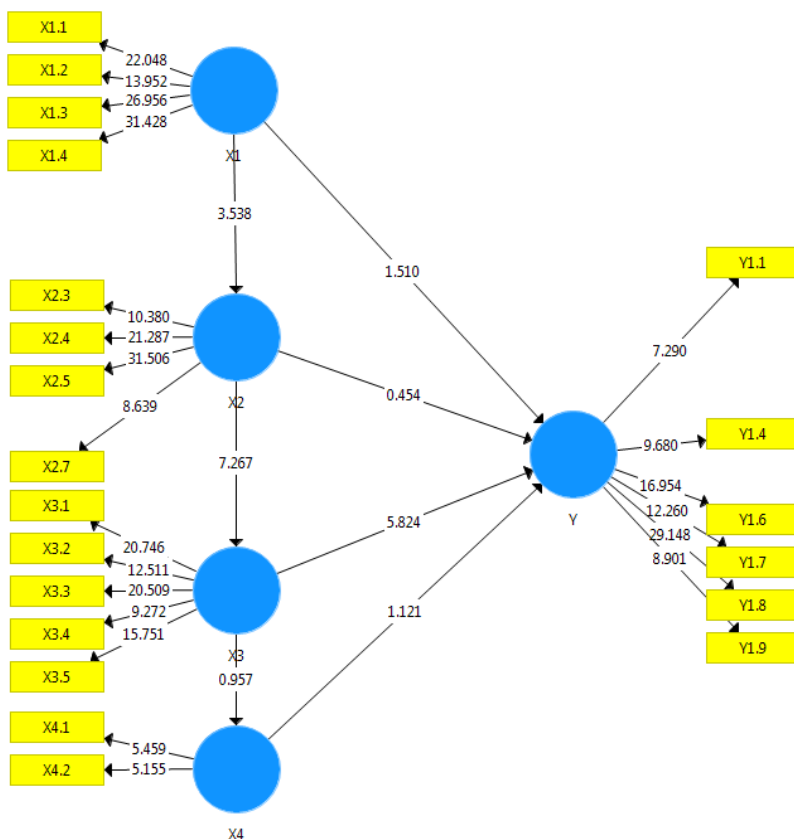 X1.1
22.048
X1.2
13.952
X1.3
26.956
31.428
X1.4
X1
3.538
1.510
Y1.1
7.290
X2.3
10.380
X2.4
21.287
X2.5
31.506
X2
8.639
0.454
X2.7
7.267
Y1.4
9.680
16.954
Y1.6
12.260
29.148
Y1.7
8.901
Y1.8
Y1.9
Y
X3.1
20.746
X3.2
12.511
X3.3
20.509
9.272
X3.4
15.751
X3.5
X3
5.824
0.957
1.121
X4.1
5.459
X4.2
5.155
X4